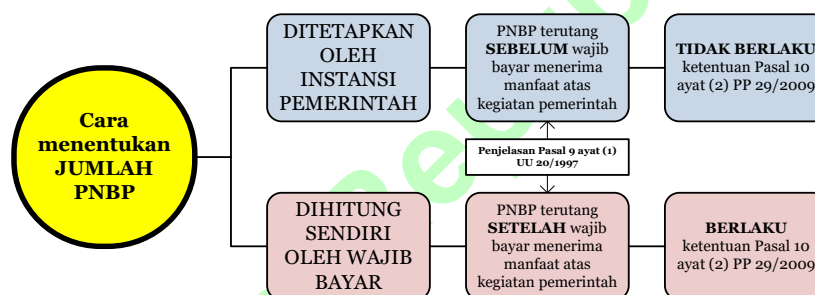 Cara
menentukan
JUMLAH
PNBP
DITETAPKAN
OLEH
INSTANSI
PEMERINTAH
PNBP terutang
SEBELUM wajib
bayar menerima
manfaat atas
kegiatan pemerintah
TIDAK BERLAKU
ketentuan Pasal 10
ayat (2) PP 29/2009
Penjelasan Pasal 9 ayat (1)
UU 20/1997
DIHITUNG
SENDIRI
OLEH WAJIB
BAYAR
PNBP terutang
SETELAH wajib
bayar menerima
manfaat atas
kegiatan pemerintah
BERLAKU
ketentuan Pasal 10
ayat (2) PP 29/2009